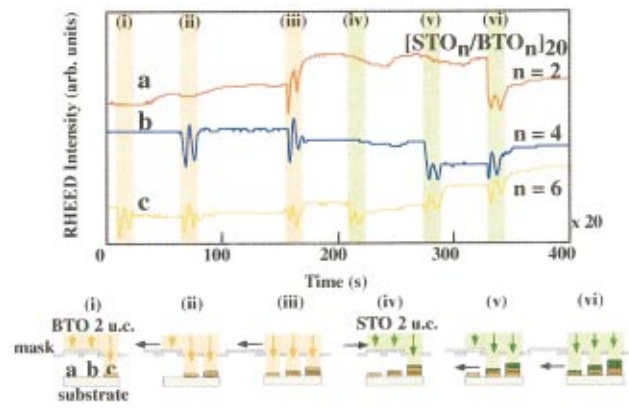 (i) (ii) (iii) (iv) (v) (vi)
[STOn/BTOn]20
a
n = 2
b
n = 4
c
n = 6
x 20
RHEED Intensity (arb. units)
0 100 200 300 400
Time (s)
(i) (ii) (iii) (iv) (v) (vi)
BTO 2 u.c. STO 2 u.c.
mask
a b c
substrate